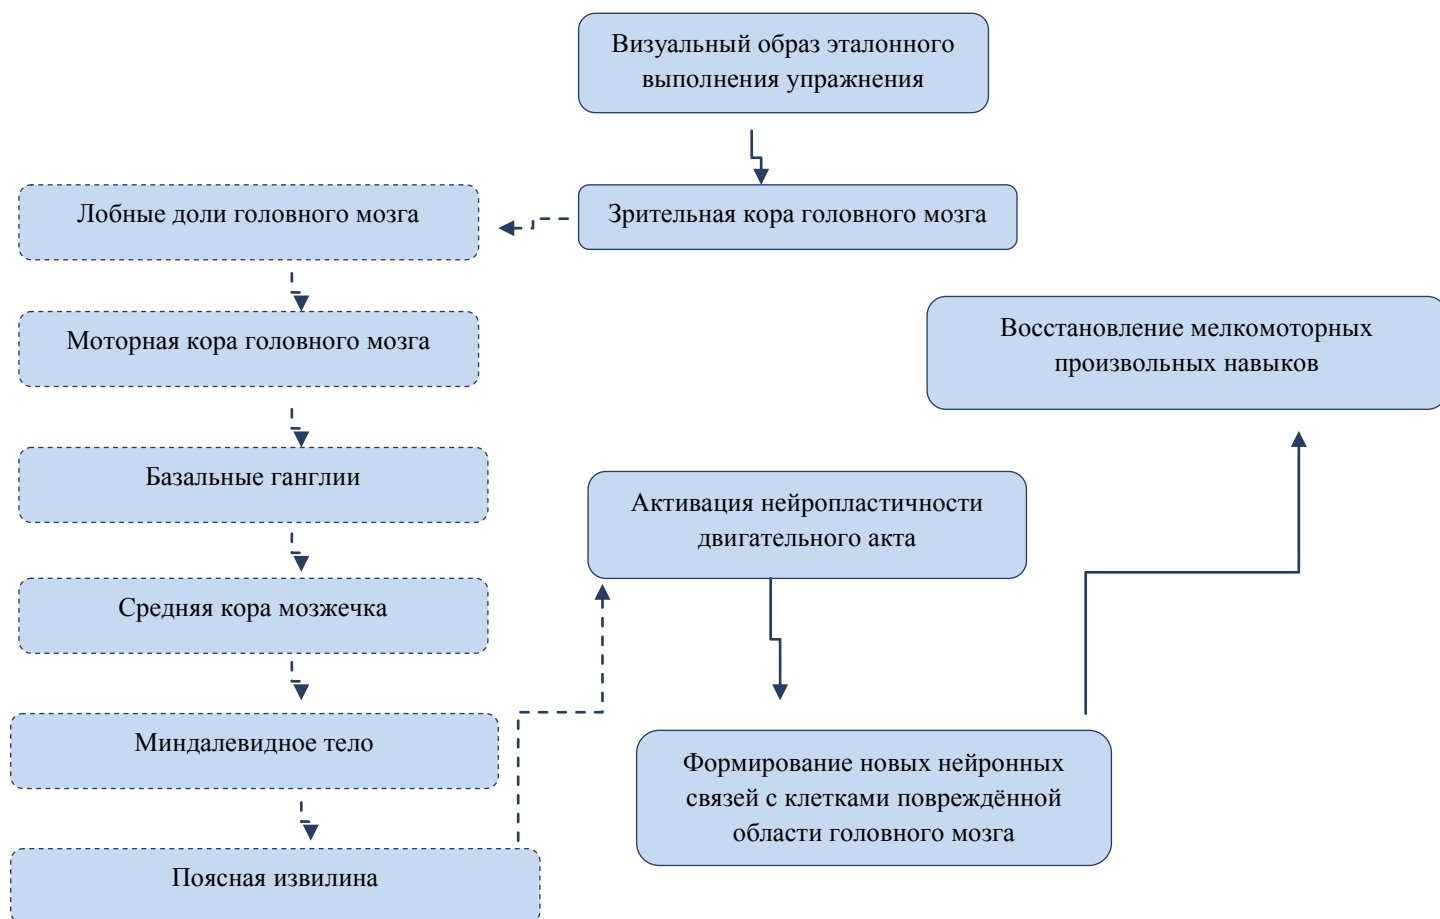 Визуальный образ эталонного
выполнения упражнения
Зрительная кора головного мозга
Лобные доли головного мозга
Моторная кора головного мозга
Базальные ганглии
Средняя кора мозжечка
Миндалевидное тело
Поясная извилина
Активация нейропластичности
двигательного акта
Формирование новых нейронных
связей с клетками повреждённой
области головного мозга
Восстановление мелкомоторных
произвольных навыков